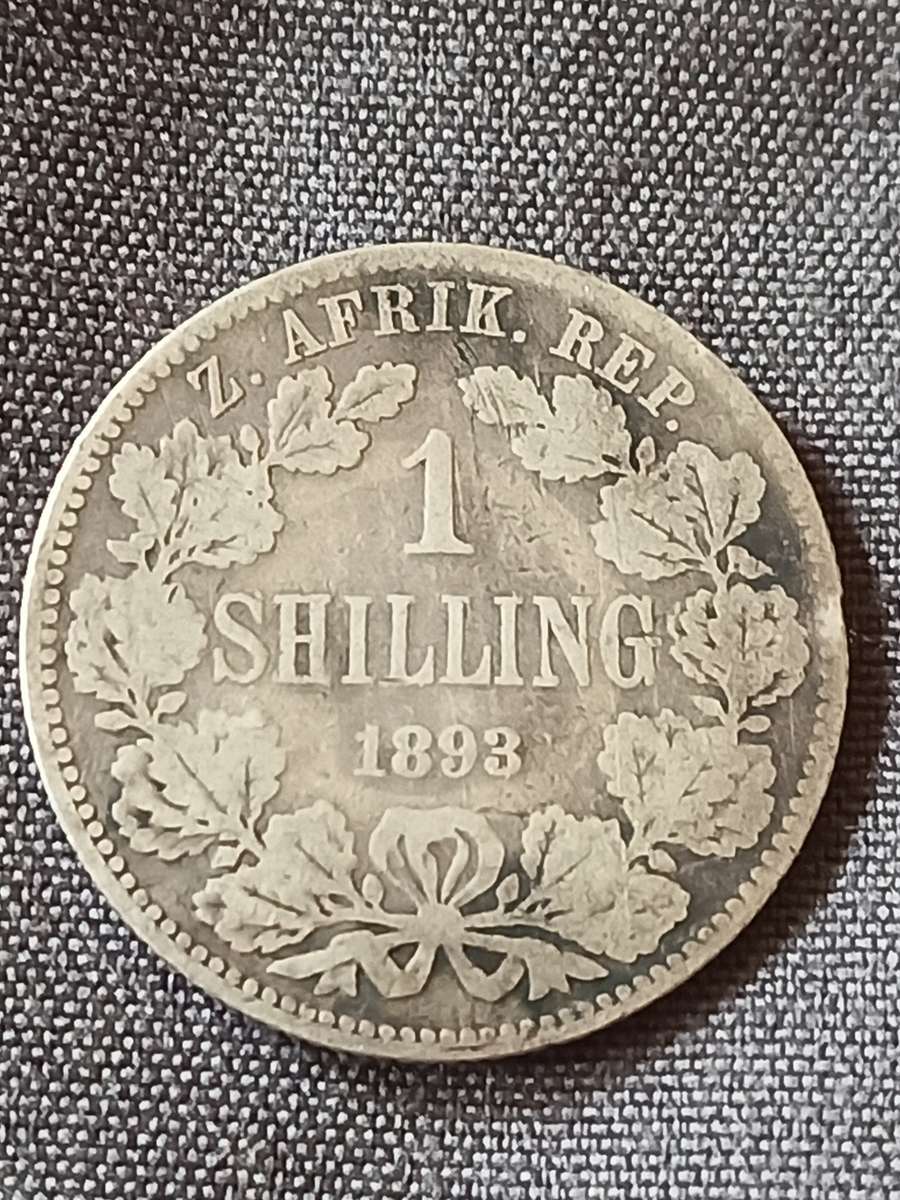 Z. AFRIK. REP.
1
SHILLING
1893